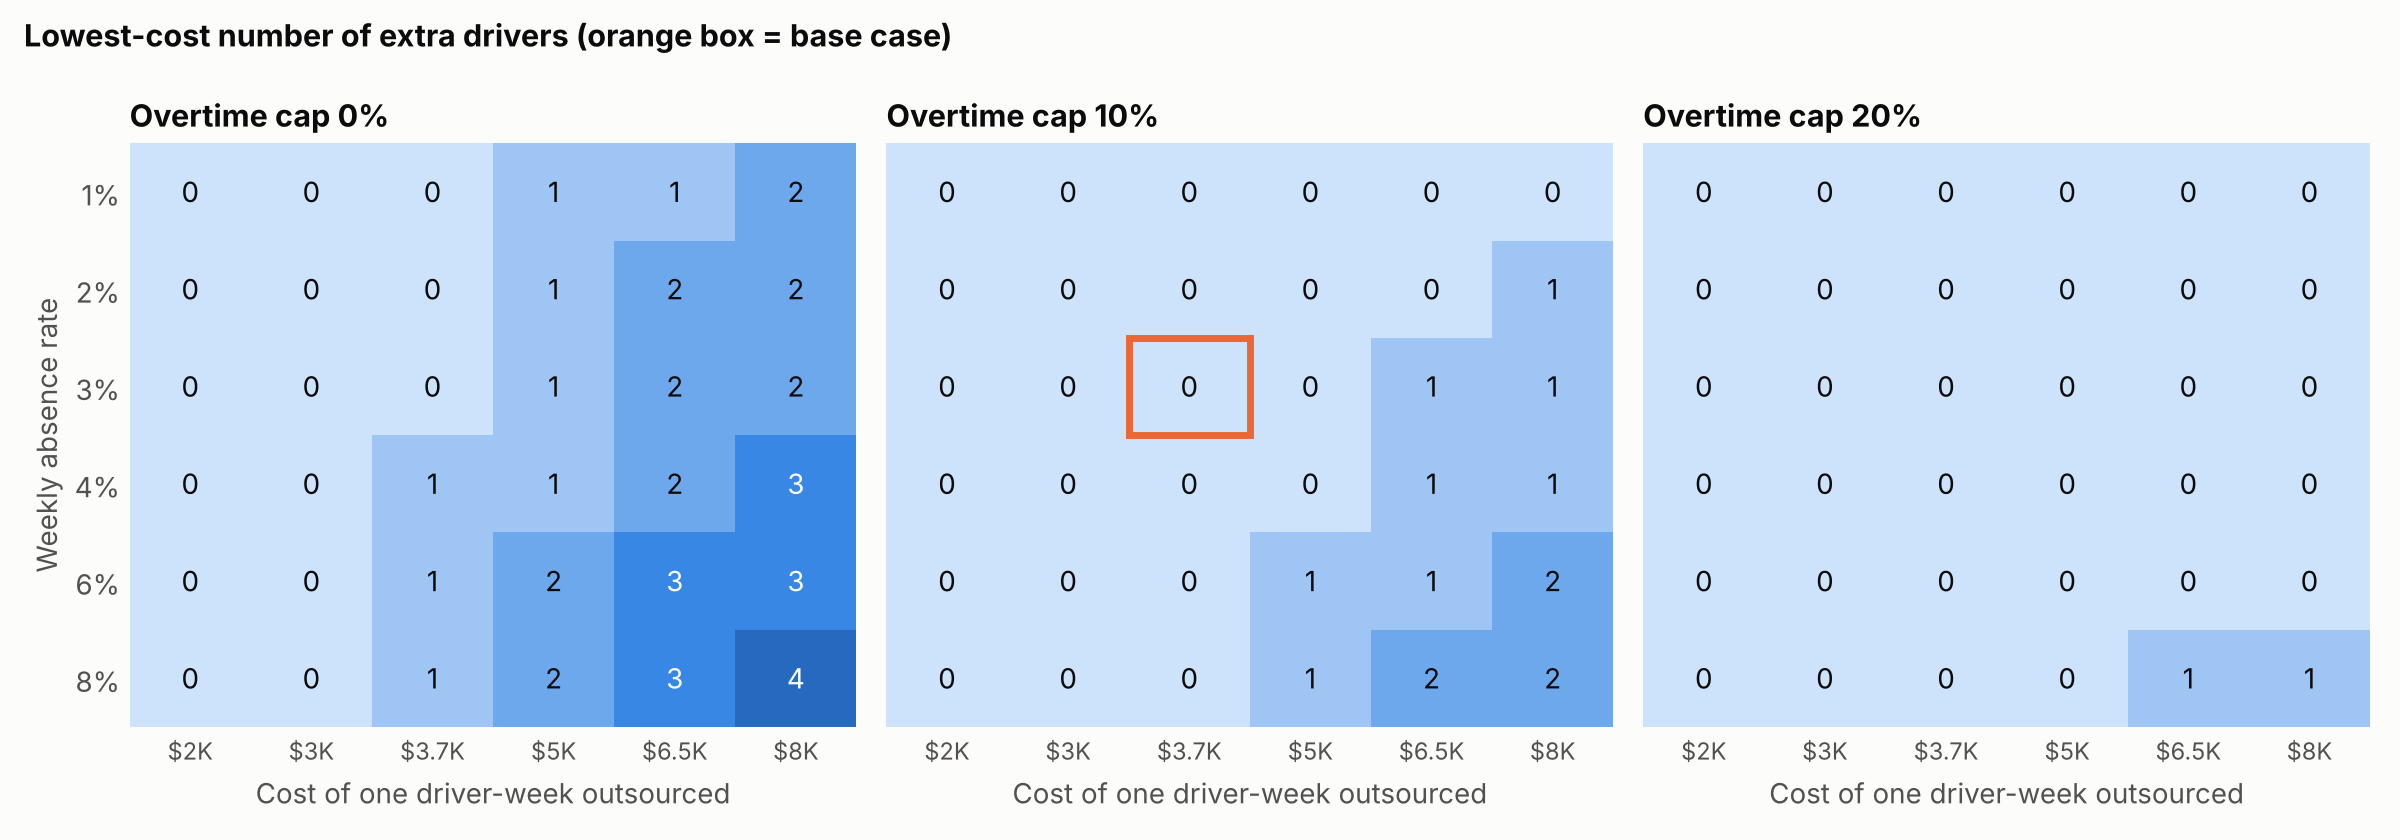 Lowest-cost number of extra drivers (orange box = base case)
Overtime cap 0%
Weekly absence rate
1% 0 0 0 1 1 2
2% 0 0 0 1 2 2
3% 0 0 0 1 2 2
4% 0 0 1 1 2 3
6% 0 0 1 2 3 3
8% 0 0 1 2 3 4
$2K $3K $3.7K $5K $6.5K $8K
Cost of one driver-week outsourced
Overtime cap 10%
0 0 0 0 0 0
0 0 0 0 0 1
0 0 0 0 1 1
0 0 0 0 1 1
0 0 0 1 1 2
0 0 0 1 2 2
$2K $3K $3.7K $5K $6.5K $8K
Cost of one driver-week outsourced
Overtime cap 20%
0 0 0 0 0 0
0 0 0 0 0 0
0 0 0 0 0 0
0 0 0 0 0 0
0 0 0 0 0 0
0 0 0 0 1 1
$2K $3K $3.7K $5K $6.5K $8K
Cost of one driver-week outsourced